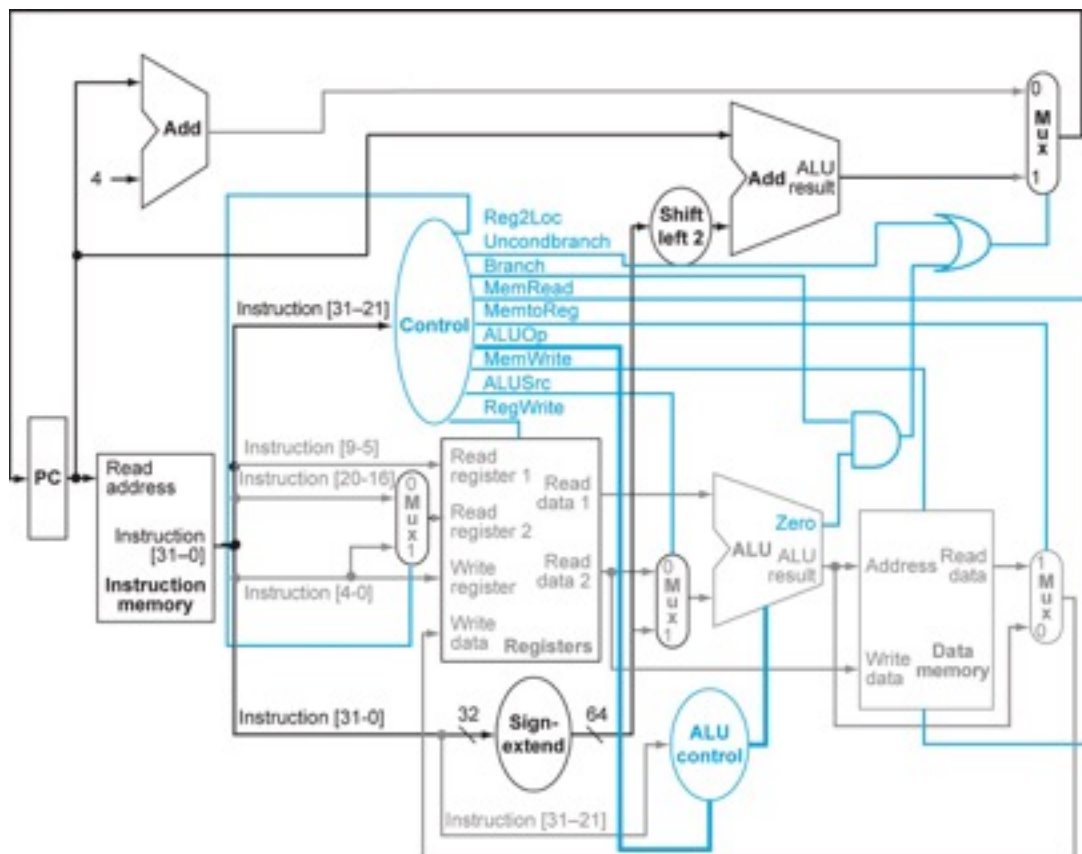 Add
4
Add
ALU
result
0
M
u
x
1
Shift
left 2
Reg2Loc
Uncondbranch
Branch
MemRead
MemtoReg
ALUOp
MemWrite
ALUSrc
RegWrite
Instruction [31–21]
Control
PC
Read
address
Instruction
[31–0]
Instruction
memory
Instruction [9-5]
Instruction [20-16]
Instruction [4-0]
0
M
u
x
1
Read
register 1
Read
register 2
Write
register
Write
data
Read
data 1
Read
data 2
Registers
0
M
u
x
1
Zero
ALU
ALU
result
Address
Read
data
Write
data
Data
memory
1
M
u
x
0
Instruction [31-0]
32
Sign-
extend
64
ALU
control
Instruction [31–21]